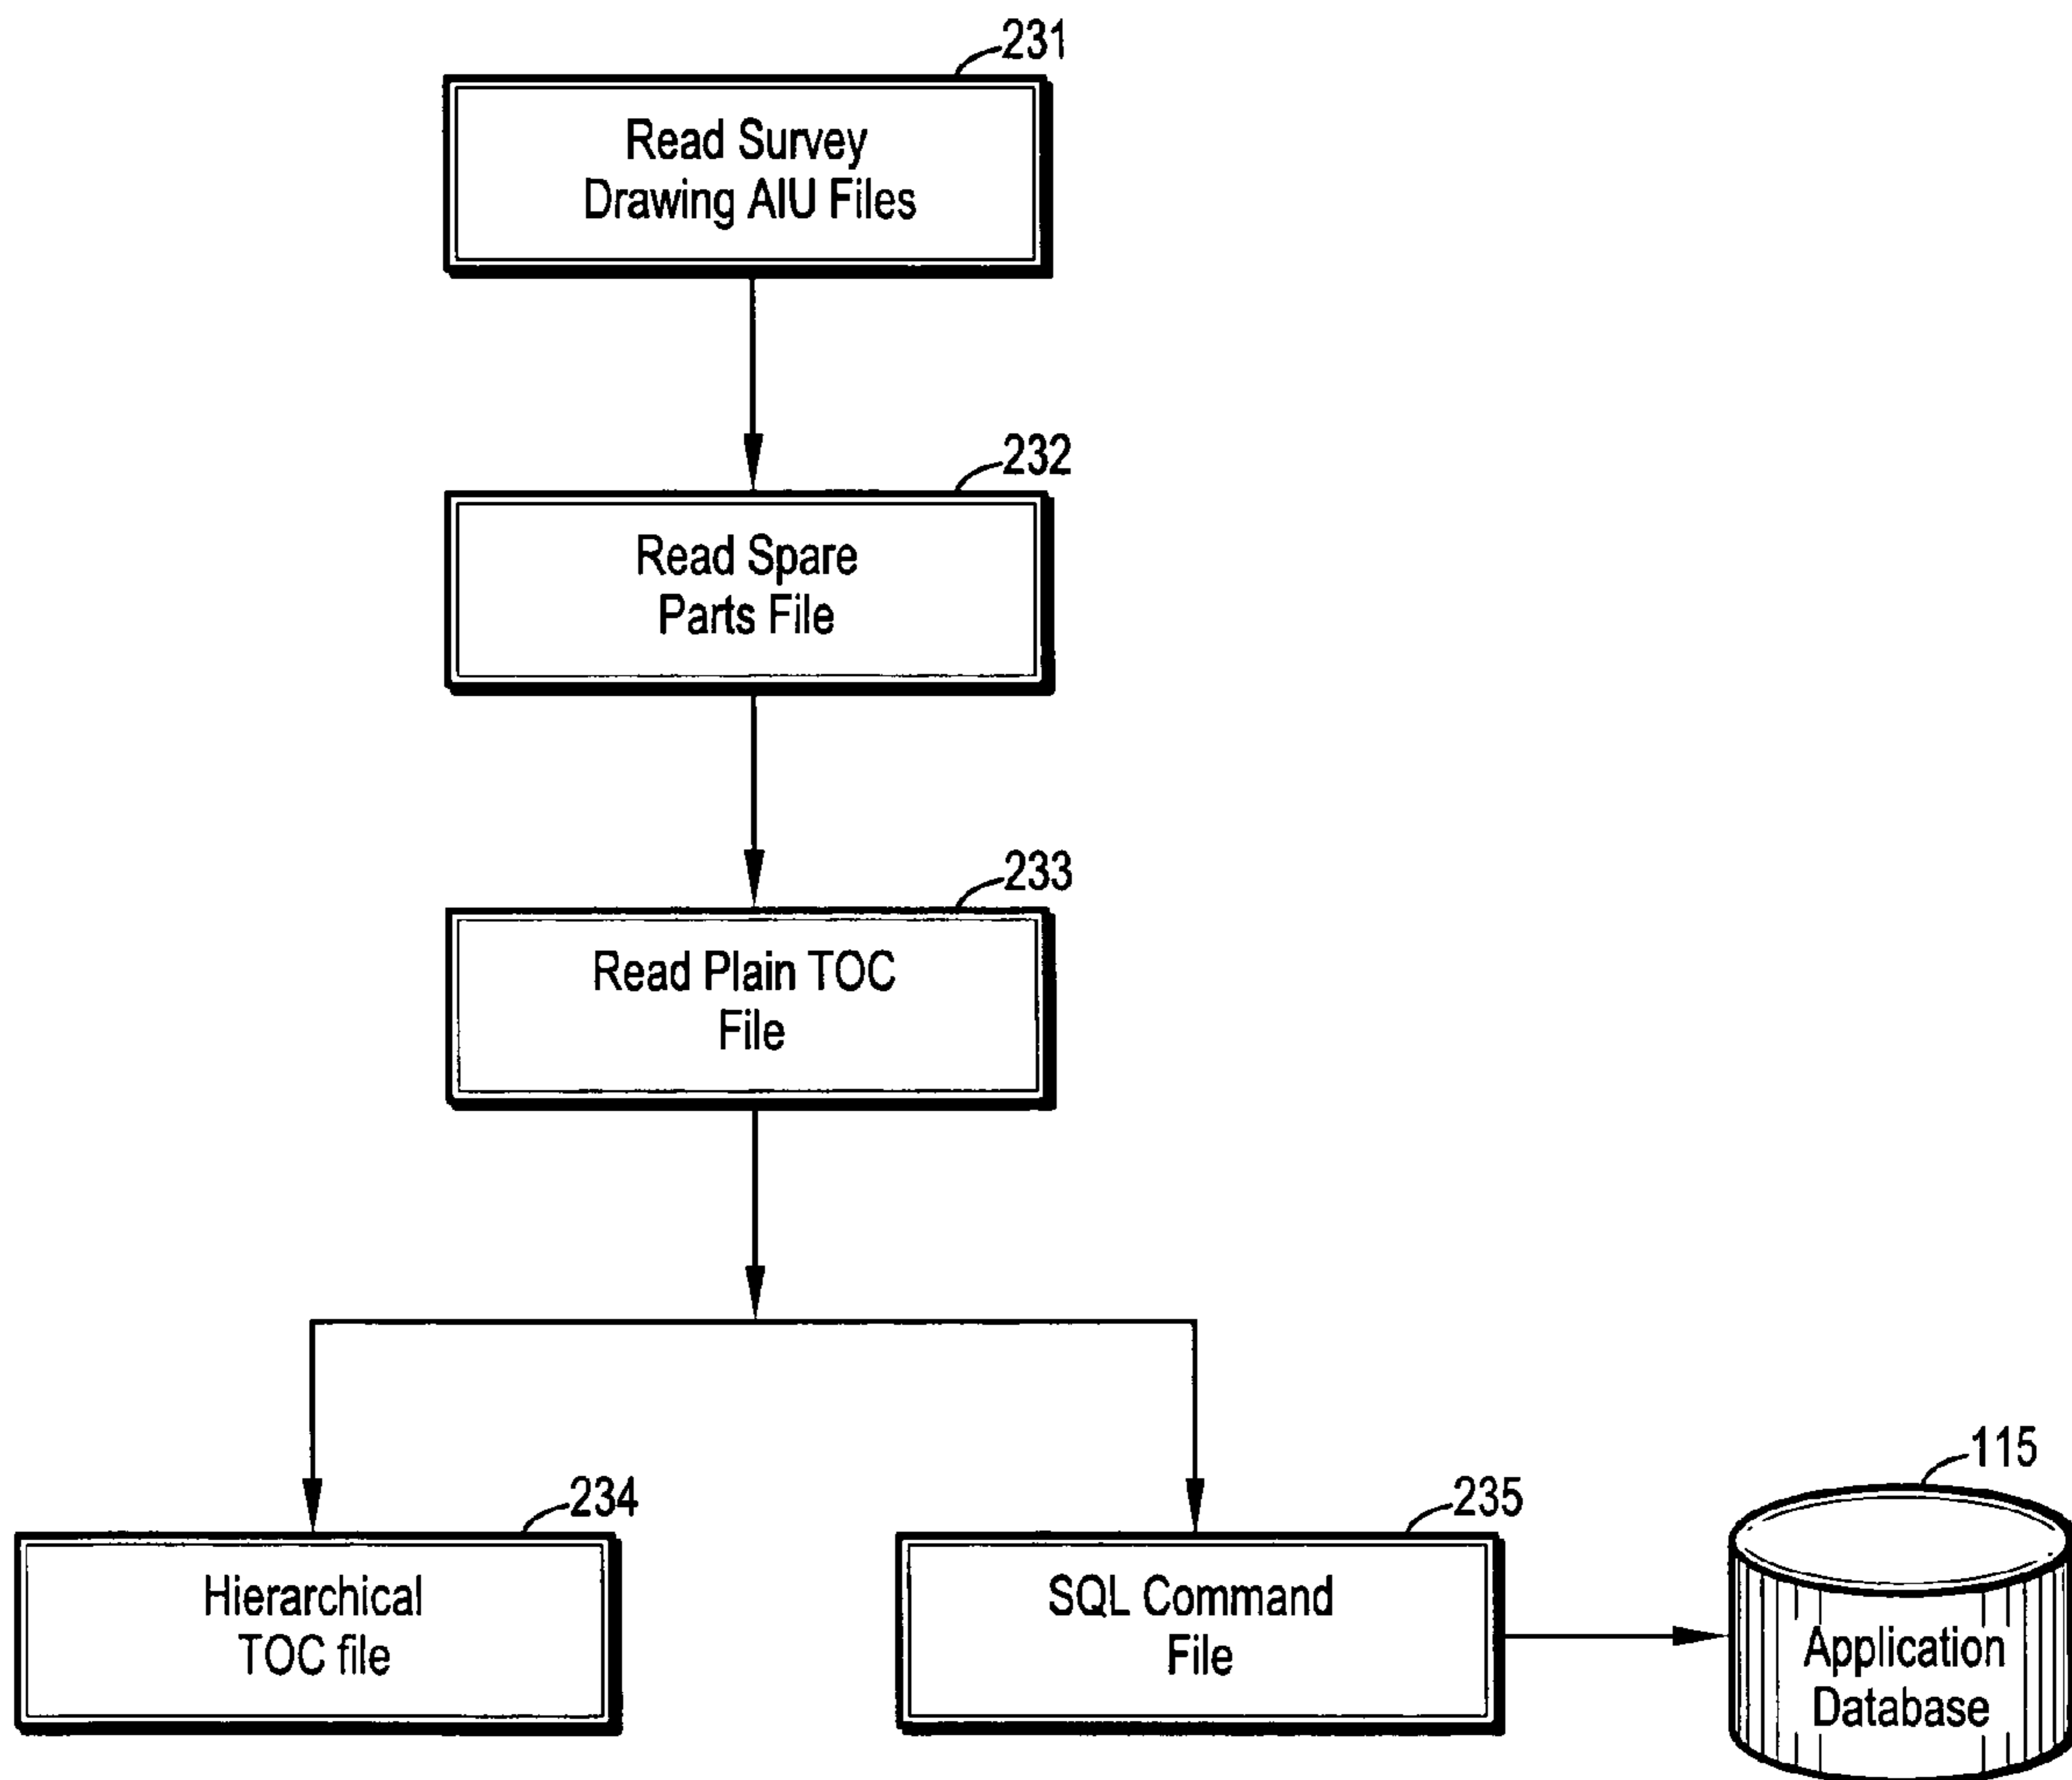 231
Read Survey
Drawing AIU Files
232
Read Spare
Parts File
233
Read Plain TOC
File
234
Hierarchical
TOC file
235
SQL Command
File
115
Application
Database